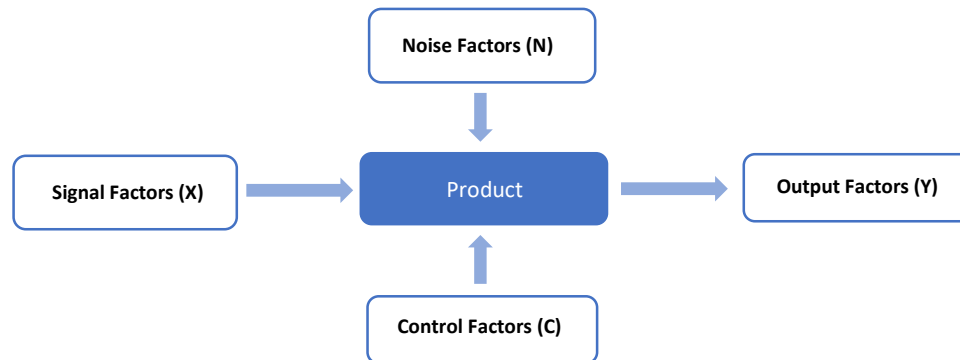 Noise Factors (N)
Signal Factors (X)
Product
Output Factors (Y)
Control Factors (C)